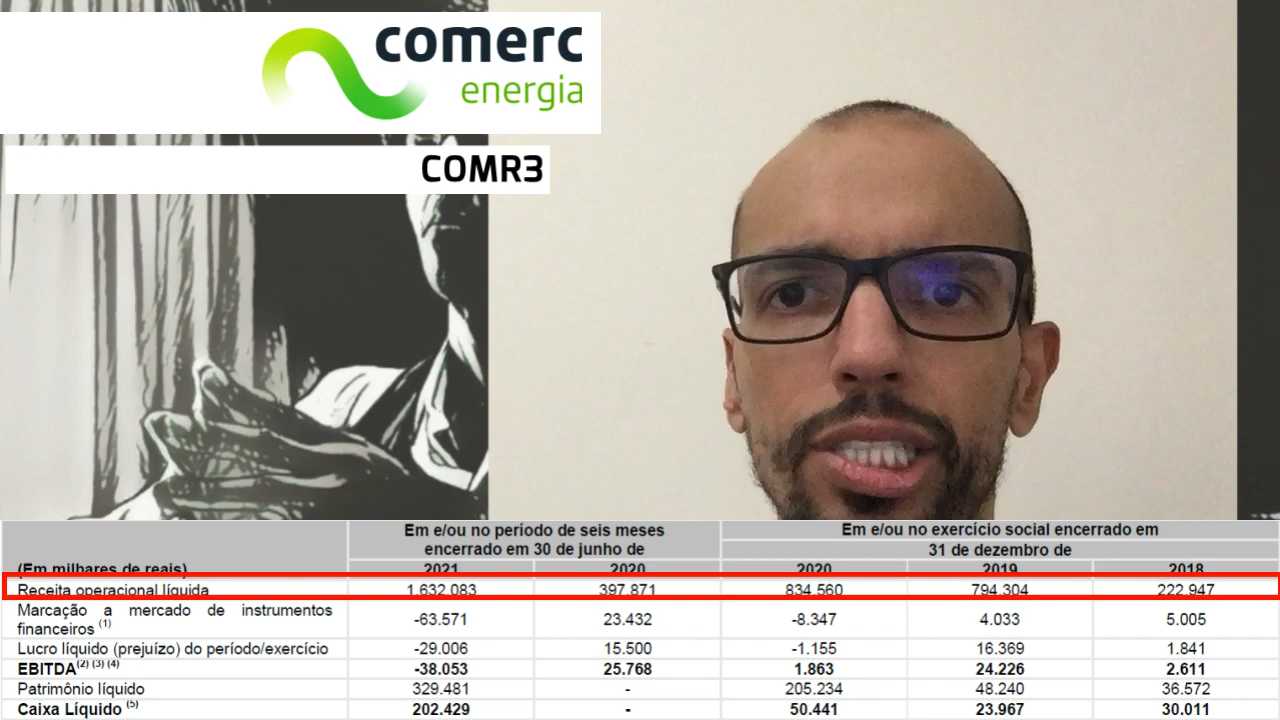 comerc
energia
COMR3
Em e/ou no período de seis meses
encerrado em 30 de junho de
Em e/ou no exercício social encerrado em
31 de dezembro de
(Em milhares de reais) 2021 2020 2020 2019 2018
Receita operacional líquida 1.632.083 397.871 834.560 794.304 222.947
Marcação a mercado de instrumentos
financeiros (1) -63.571 23.432 -8.347 4.033 5.005
Lucro líquido (prejuízo) do período/exercício -29.006 15.500 -1.155 16.369 1.841
EBITDA(2) (3) (4) -38.053 25.768 1.863 24.226 2.611
Patrimônio líquido 329.481 - 205.234 48.240 36.572
Caixa Líquido (5) 202.429 - 50.441 23.967 30.011